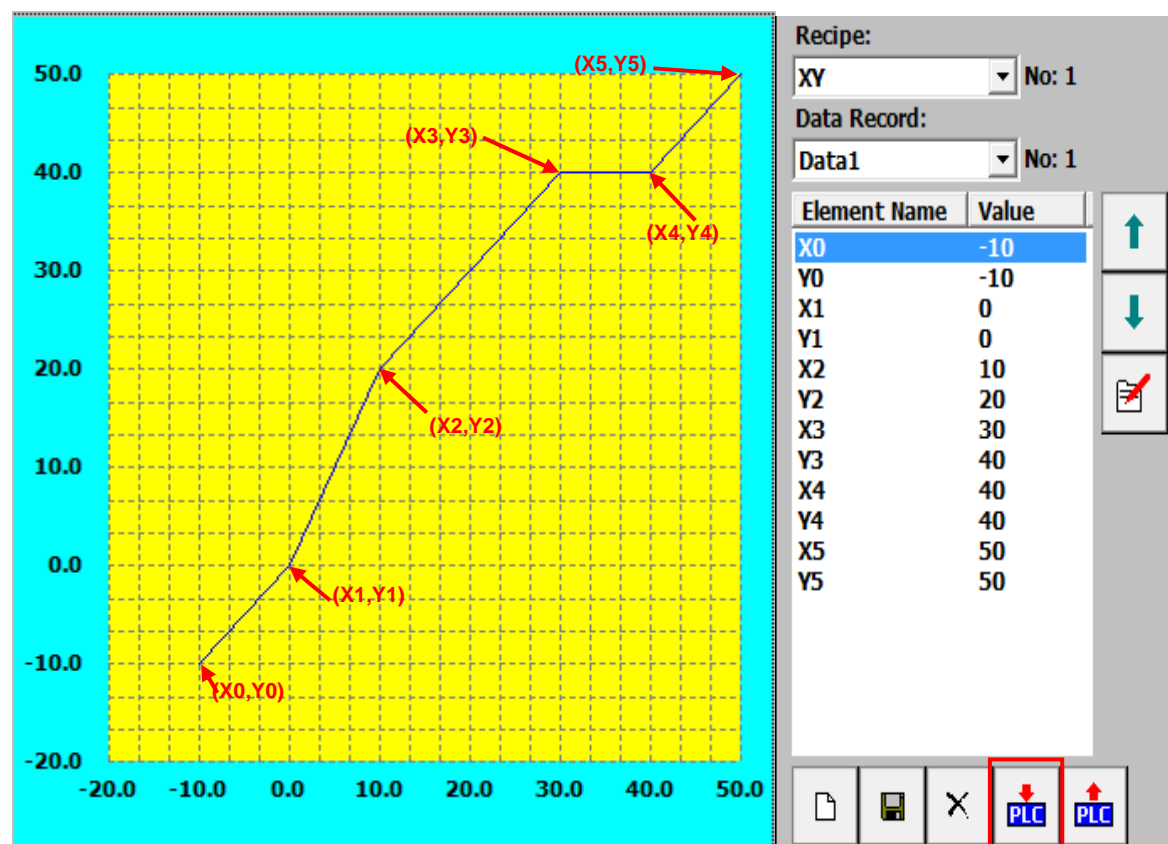 50.0
40.0
30.0
20.0
10.0
0.0
-10.0
-20.0
-20.0 -10.0 0.0 10.0 20.0 30.0 40.0 50.0
(X5,Y5)
(X3,Y3)
(X4,Y4)
(X2,Y2)
(X1,Y1)
(X0,Y0)
Recipe:
XY No: 1
Data Record:
Data1 No: 1
Element Name Value
X0 -10
Y0 -10
X1 0
Y1 0
X2 10
Y2 20
X3 30
Y3 40
X4 40
Y4 40
X5 50
Y5 50
PLC PLC